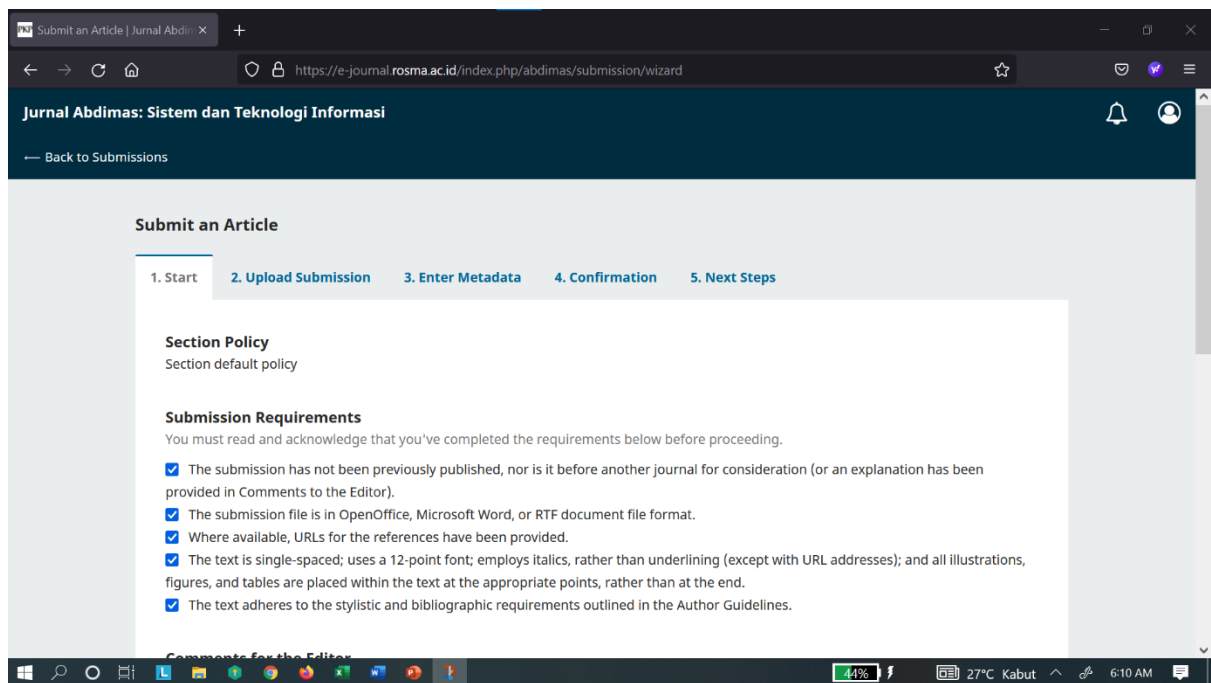 PKP Submit an Article | Jurnal Abdim
https://e-journal.rosma.ac.id/index.php/abdimas/submission/wizard
Jurnal Abdimas: Sistem dan Teknologi Informasi
← Back to Submissions
Submit an Article
1. Start 2. Upload Submission 3. Enter Metadata 4. Confirmation 5. Next Steps
Section Policy
Section default policy
Submission Requirements
You must read and acknowledge that you've completed the requirements below before proceeding.
The submission has not been previously published, nor is it before another journal for consideration (or an explanation has been
provided in Comments to the Editor).
The submission file is in OpenOffice, Microsoft Word, or RTF document file format.
Where available, URLs for the references have been provided.
The text is single-spaced; uses a 12-point font; employs italics, rather than underlining (except with URL addresses); and all illustrations,
figures, and tables are placed within the text at the appropriate points, rather than at the end.
The text adheres to the stylistic and bibliographic requirements outlined in the Author Guidelines.
Comments for the Editor
44% 27°C Kabut 6:10 AM